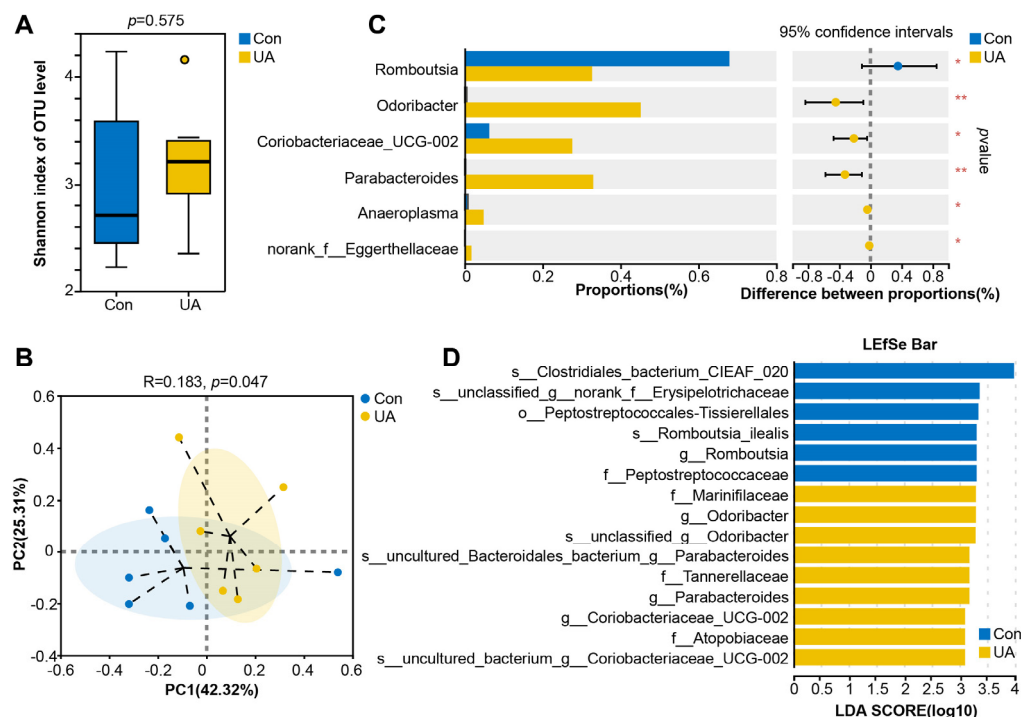 A
p=0.575
Con
UA
Shannon index of OTU level
4
3
2
Con
UA
C
95% confidence intervals
Con
UA
Romboutsia
Odoribacter
Coriobacteriaceae_UCG-002
Parabacteroides
Anaeroplasma
norank_f__Eggerthellaceae
*
**
*
**
*
*
pvalue
0 0.2 0.4 0.6 0.8
-0.8 -0.4 0 0.4 0.8
Proportions(%)
Difference between proportions(%)
B
R=0.183, p=0.047
Con
UA
PC2(25.31%)
0.6
0.4
0.2
0
-0.2
-0.4
-0.6 -0.4 -0.2 0 0.2 0.4 0.6
PC1(42.32%)
D
LEfSe Bar
s__Clostridiales_bacterium_CIEAF_020
s__unclassified_g__norank_f__Erysipelotrichaceae
o__Peptostreptococcales-Tissierellales
s__Romboutsia_ilealis
g__Romboutsia
f__Peptostreptococcaceae
f__Marinifilaceae
g__Odoribacter
s__unclassified_g__Odoribacter
s__uncultured_Bacteroidales_bacterium_g__Parabacteroides
f__Tannerellaceae
g__Parabacteroides
g__Coriobacteriaceae_UCG-002
f__Atopobiaceae
s__uncultured_bacterium_g__Coriobacteriaceae_UCG-002
Con
UA
0 0.5 1 1.5 2 2.5 3 3.5 4
LDA SCORE(log10)